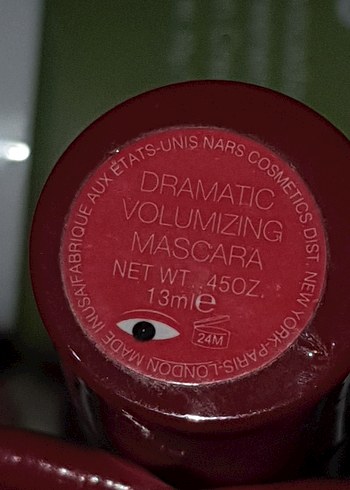 DRAMATIC
VOLUMIZING
MASCARA
NET WT. .45OZ.
13ml℮
24M
FABRIQUE AUX ÉTATS-UNIS NARS COSMETICS DIST. NEW YORK-PARIS-LONDON MADE IN USA